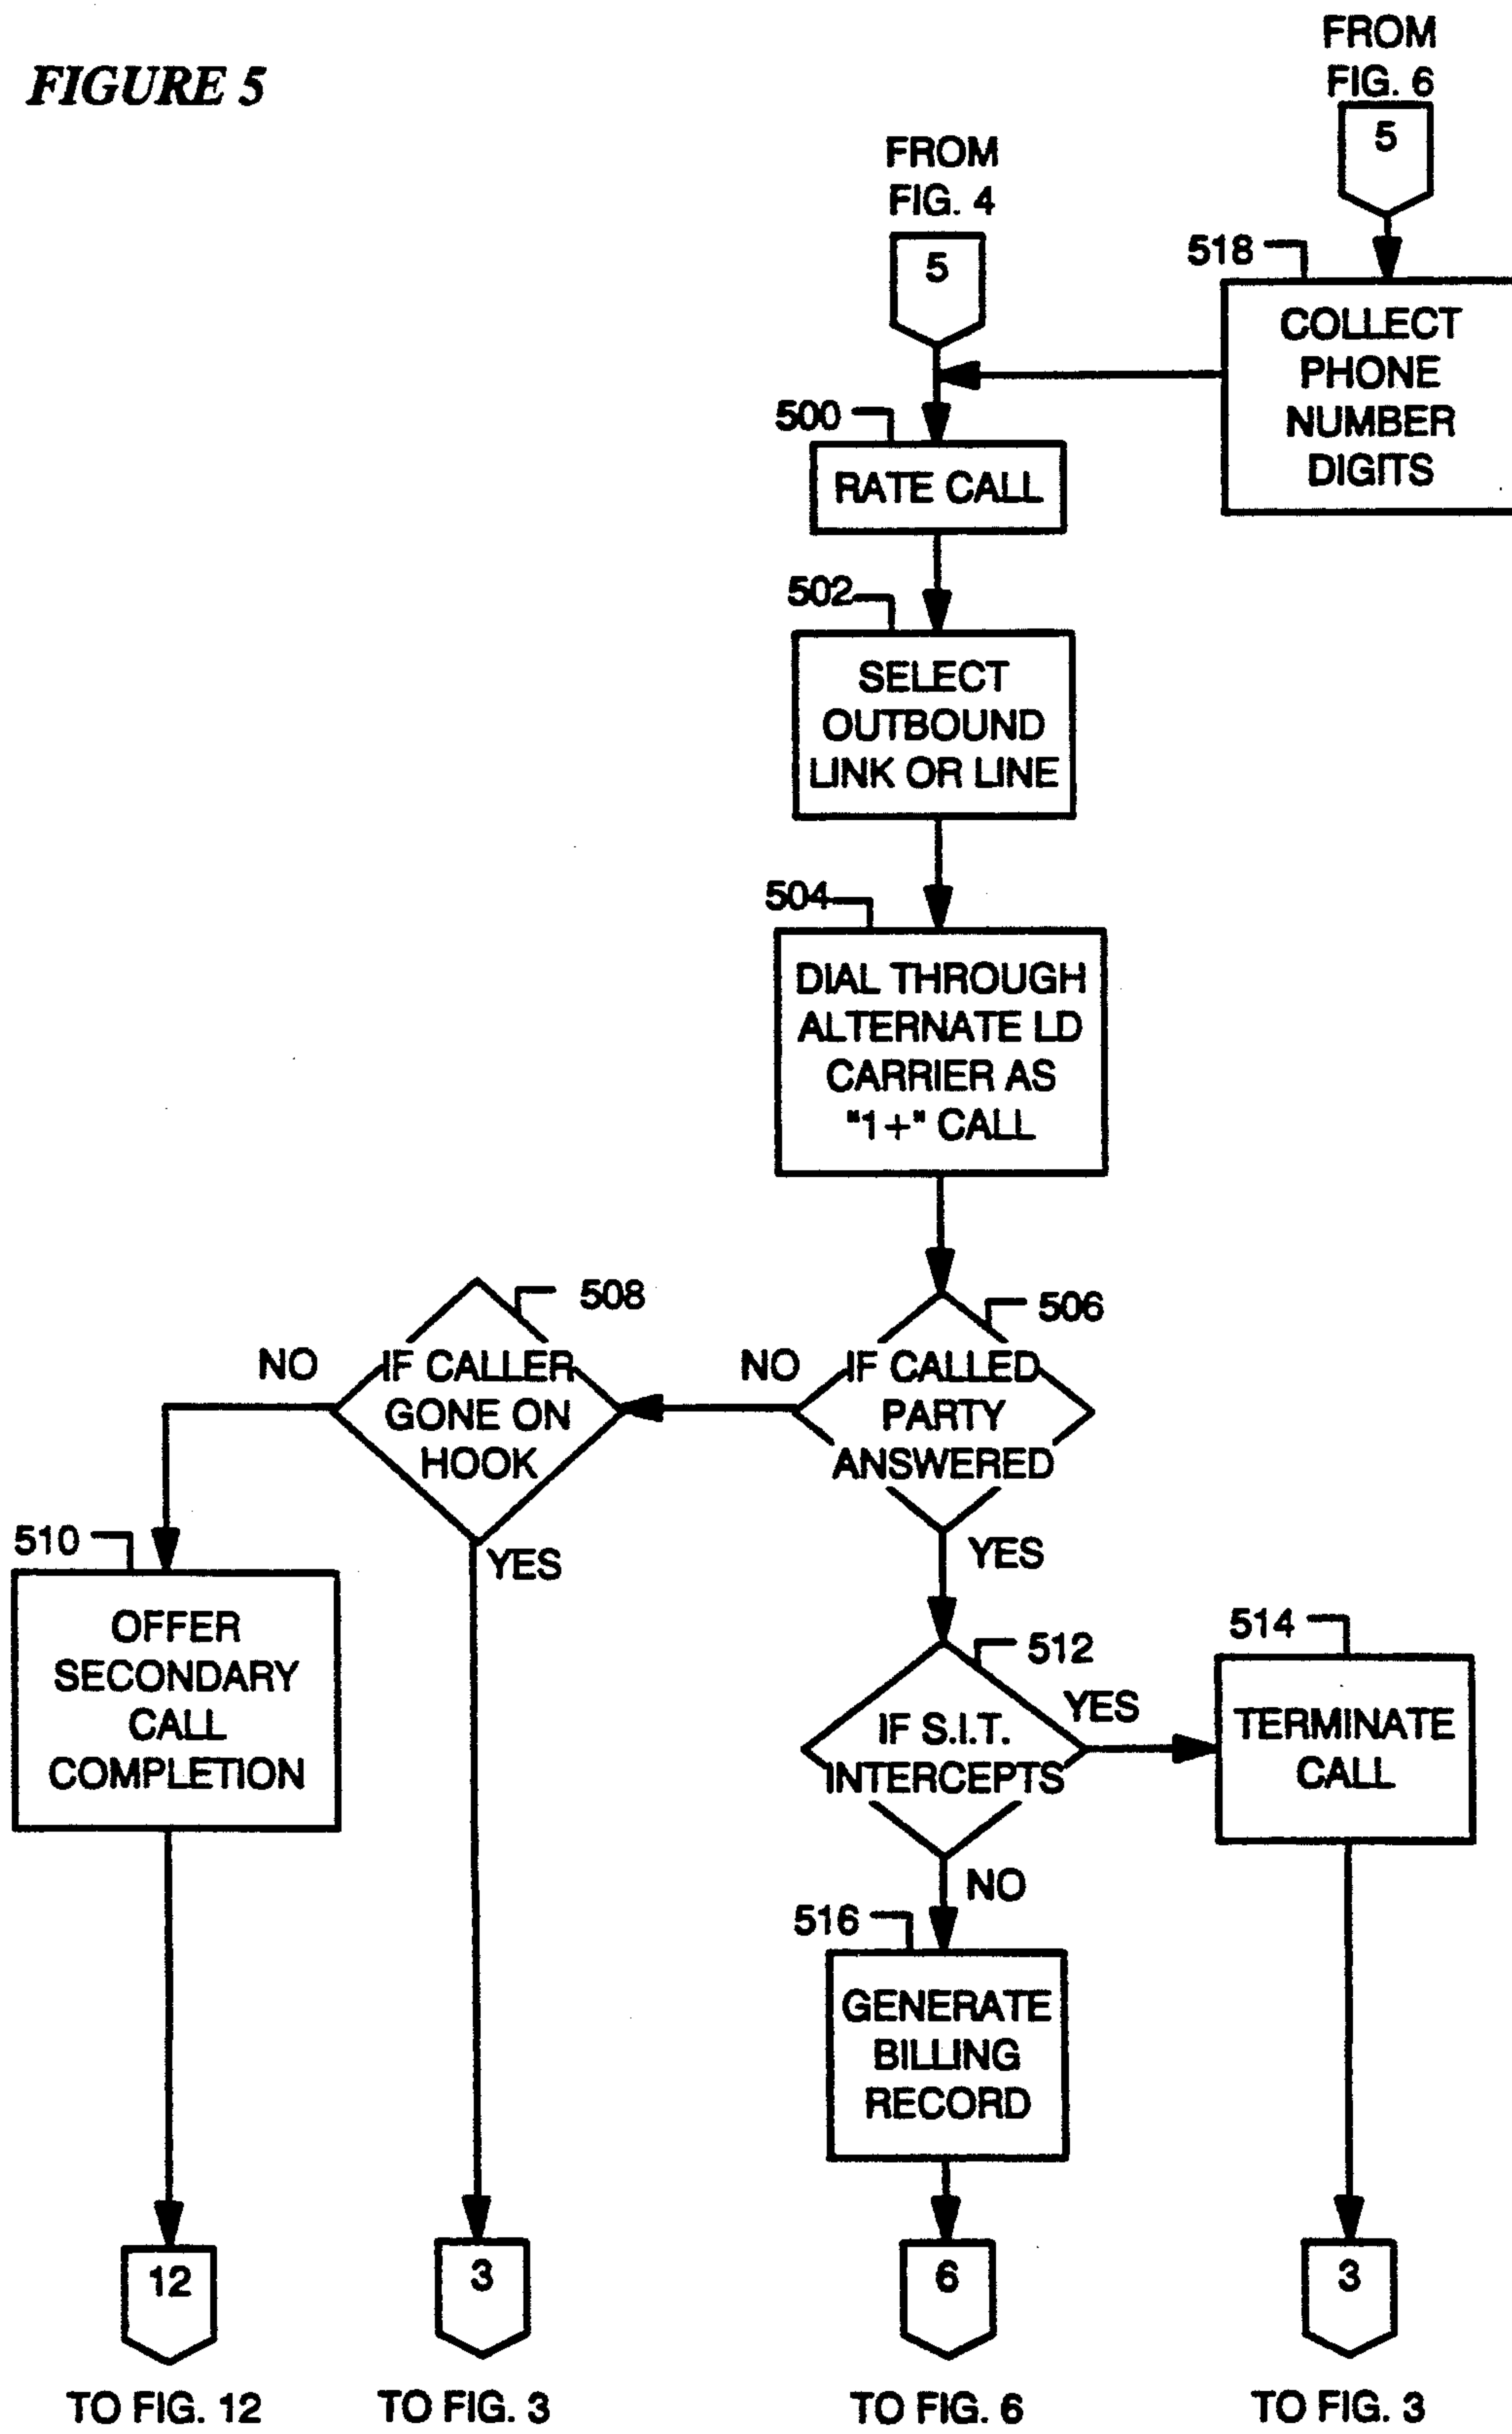 FIGURE 5
FROM
FIG. 6
5
FROM
FIG. 4
5
518
COLLECT
PHONE
NUMBER
DIGITS
500
RATE CALL
502
SELECT
OUTBOUND
LINK OR LINE
504
DIAL THROUGH
ALTERNATE LD
CARRIER AS
"1+" CALL
508
NO
IF CALLER
GONE ON
HOOK
YES
506
NO
IF CALLED
PARTY
ANSWERED
YES
510
OFFER
SECONDARY
CALL
COMPLETION
512
IF S.I.T.
INTERCEPTS
YES
NO
514
TERMINATE
CALL
516
GENERATE
BILLING
RECORD
12
3
6
3
TO FIG. 12
TO FIG. 3
TO FIG. 6
TO FIG. 3